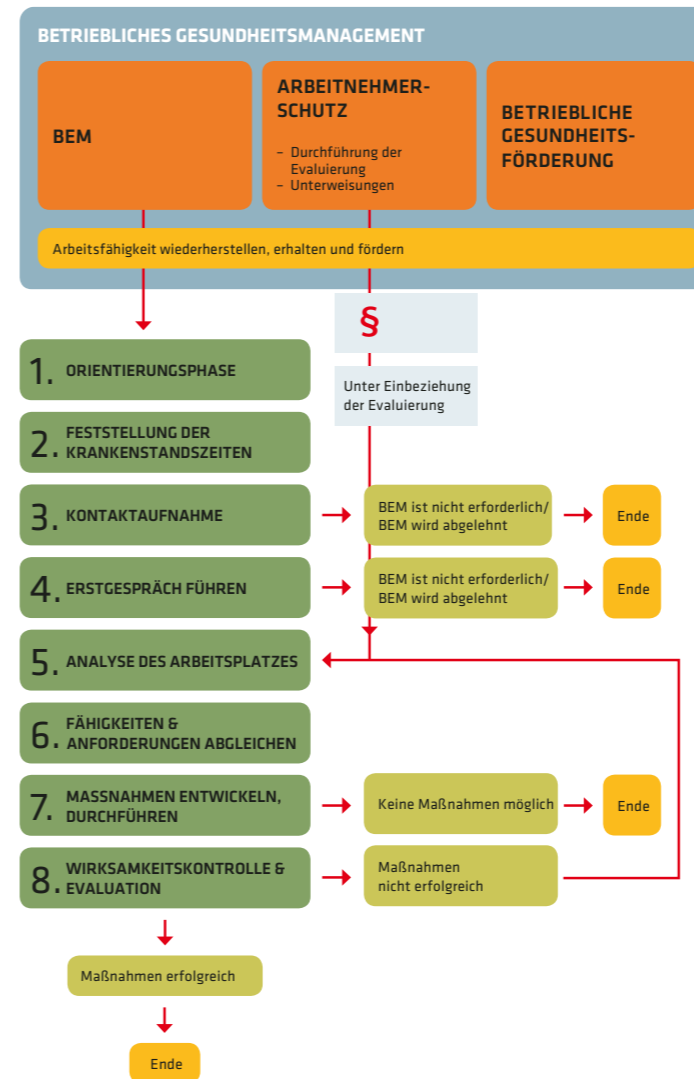 BETRIEBLICHES GESUNDHEITSMANAGEMENT
BEM
ARBEITNEHMER-
SCHUTZ
– Durchführung der
Evaluierung
– Unterweisungen
BETRIEBLICHE
GESUNDHEITS-
FÖRDERUNG
Arbeitsfähigkeit wiederherstellen, erhalten und fördern
§
Unter Einbeziehung
der Evaluierung
1. ORIENTIERUNGSPHASE
2. FESTSTELLUNG DER
KRANKENSTANDSZEITEN
3. KONTAKTAUFNAHME
BEM ist nicht erforderlich/
BEM wird abgelehnt
Ende
4. ERSTGESPRÄCH FÜHREN
BEM ist nicht erforderlich/
BEM wird abgelehnt
Ende
5. ANALYSE DES ARBEITSPLATZES
6. FÄHIGKEITEN &
ANFORDERUNGEN ABGLEICHEN
7. MASSNAHMEN ENTWICKELN,
DURCHFÜHREN
Keine Maßnahmen möglich
Ende
8. WIRKSAMKEITSKONTROLLE &
EVALUATION
Maßnahmen
nicht erfolgreich
Maßnahmen erfolgreich
Ende